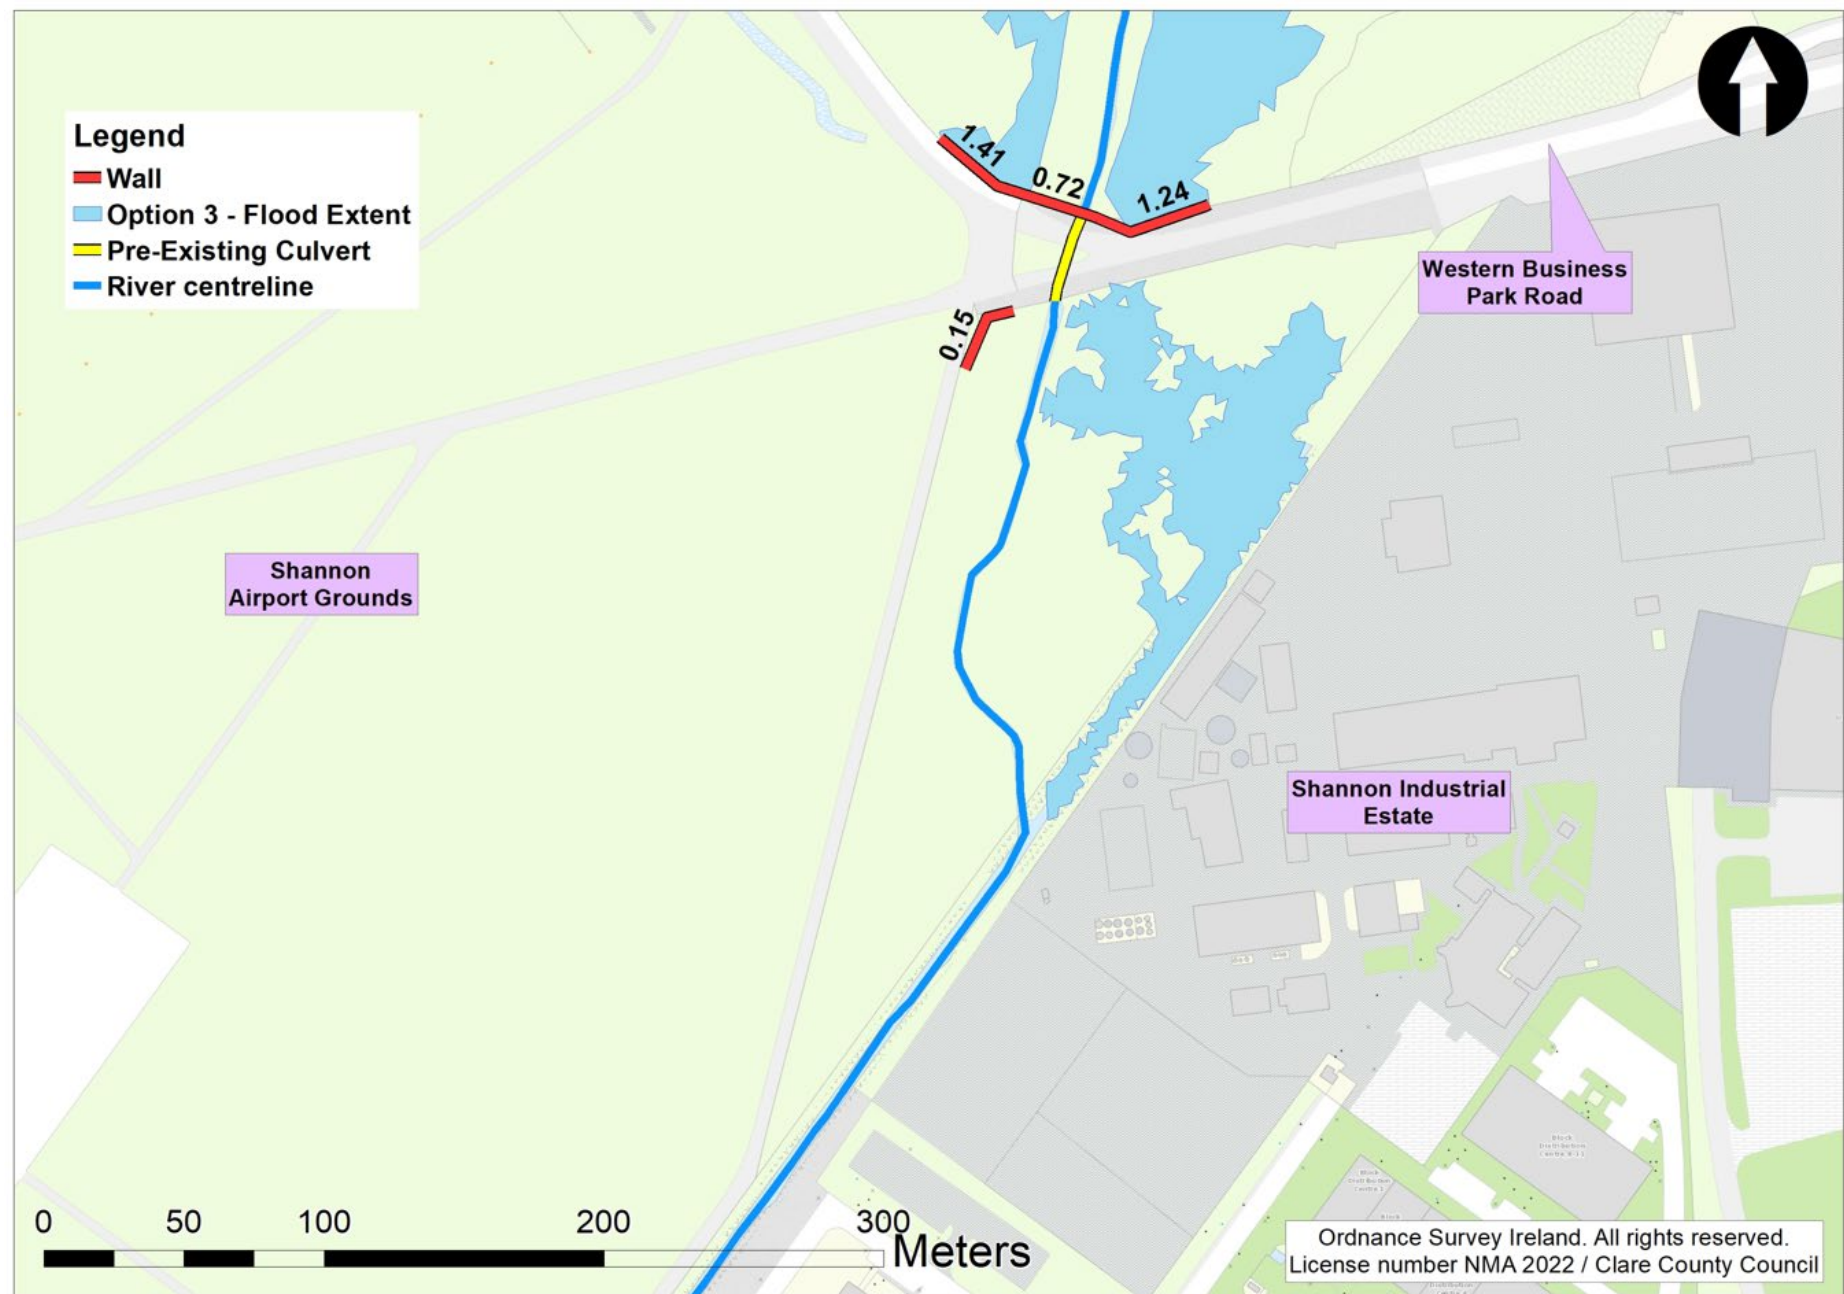 Legend
Wall
Option 3 - Flood Extent
Pre-Existing Culvert
River centreline
1.41
0.72
1.24
0.15
Western Business
Park Road
Shannon
Airport Grounds
Shannon Industrial
Estate
0 50 100 200 300
Meters
Ordnance Survey Ireland. All rights reserved.
License number NMA 2022 / Clare County Council